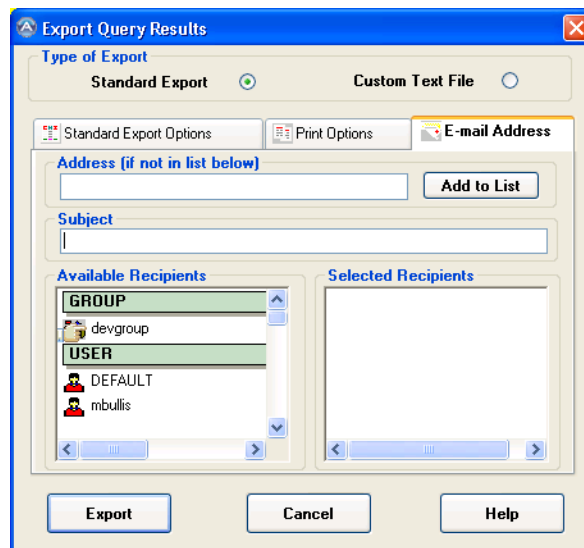 Export Query Results
Type of Export
Standard Export
Custom Text File
Standard Export Options
Print Options
E-mail Address
Address (if not in list below)
Add to List
Subject
Available Recipients
Selected Recipients
GROUP
devgroup
USER
DEFAULT
mbullis
Export
Cancel
Help